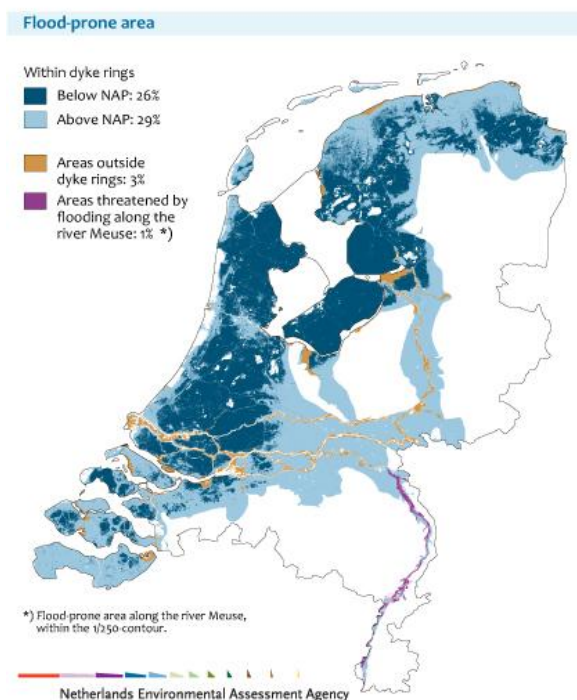 Flood-prone area
Within dyke rings
Below NAP: 26%
Above NAP: 29%
Areas outside
dyke rings: 3%
Areas threatened by
flooding along the
river Meuse: 1% *)
*) Flood-prone area along the river Meuse,
within the 1/250-contour.
Netherlands Environmental Assessment Agency